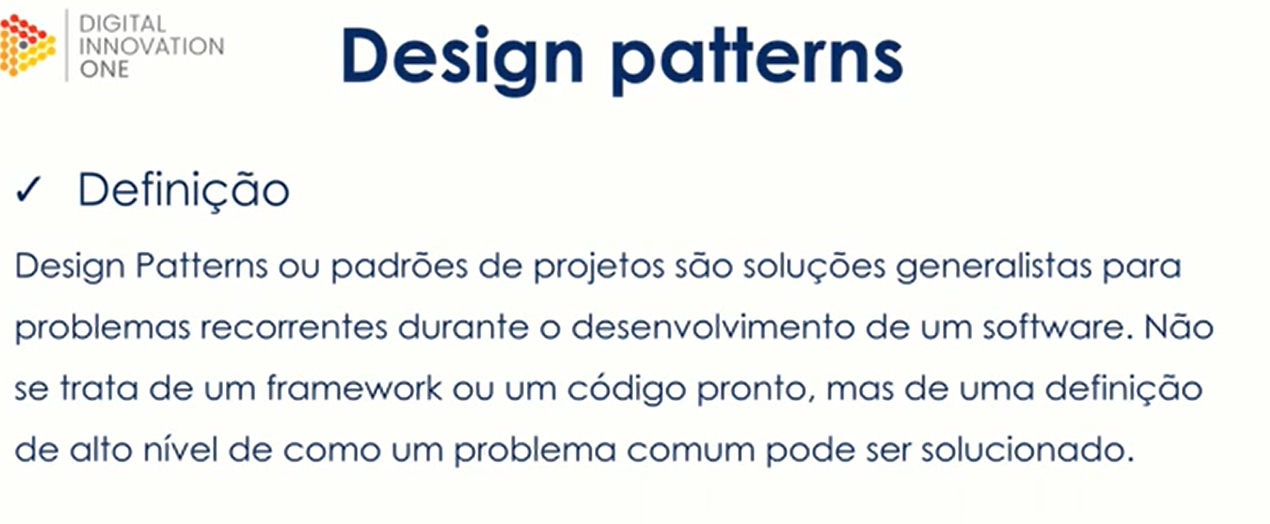 DIGITAL
INNOVATION
ONE
Design patterns
✓ Definição
Design Patterns ou padrões de projetos são soluções generalistas para
problemas recorrentes durante o desenvolvimento de um software. Não
se trata de um framework ou um código pronto, mas de uma definição
de alto nível de como um problema comum pode ser solucionado.